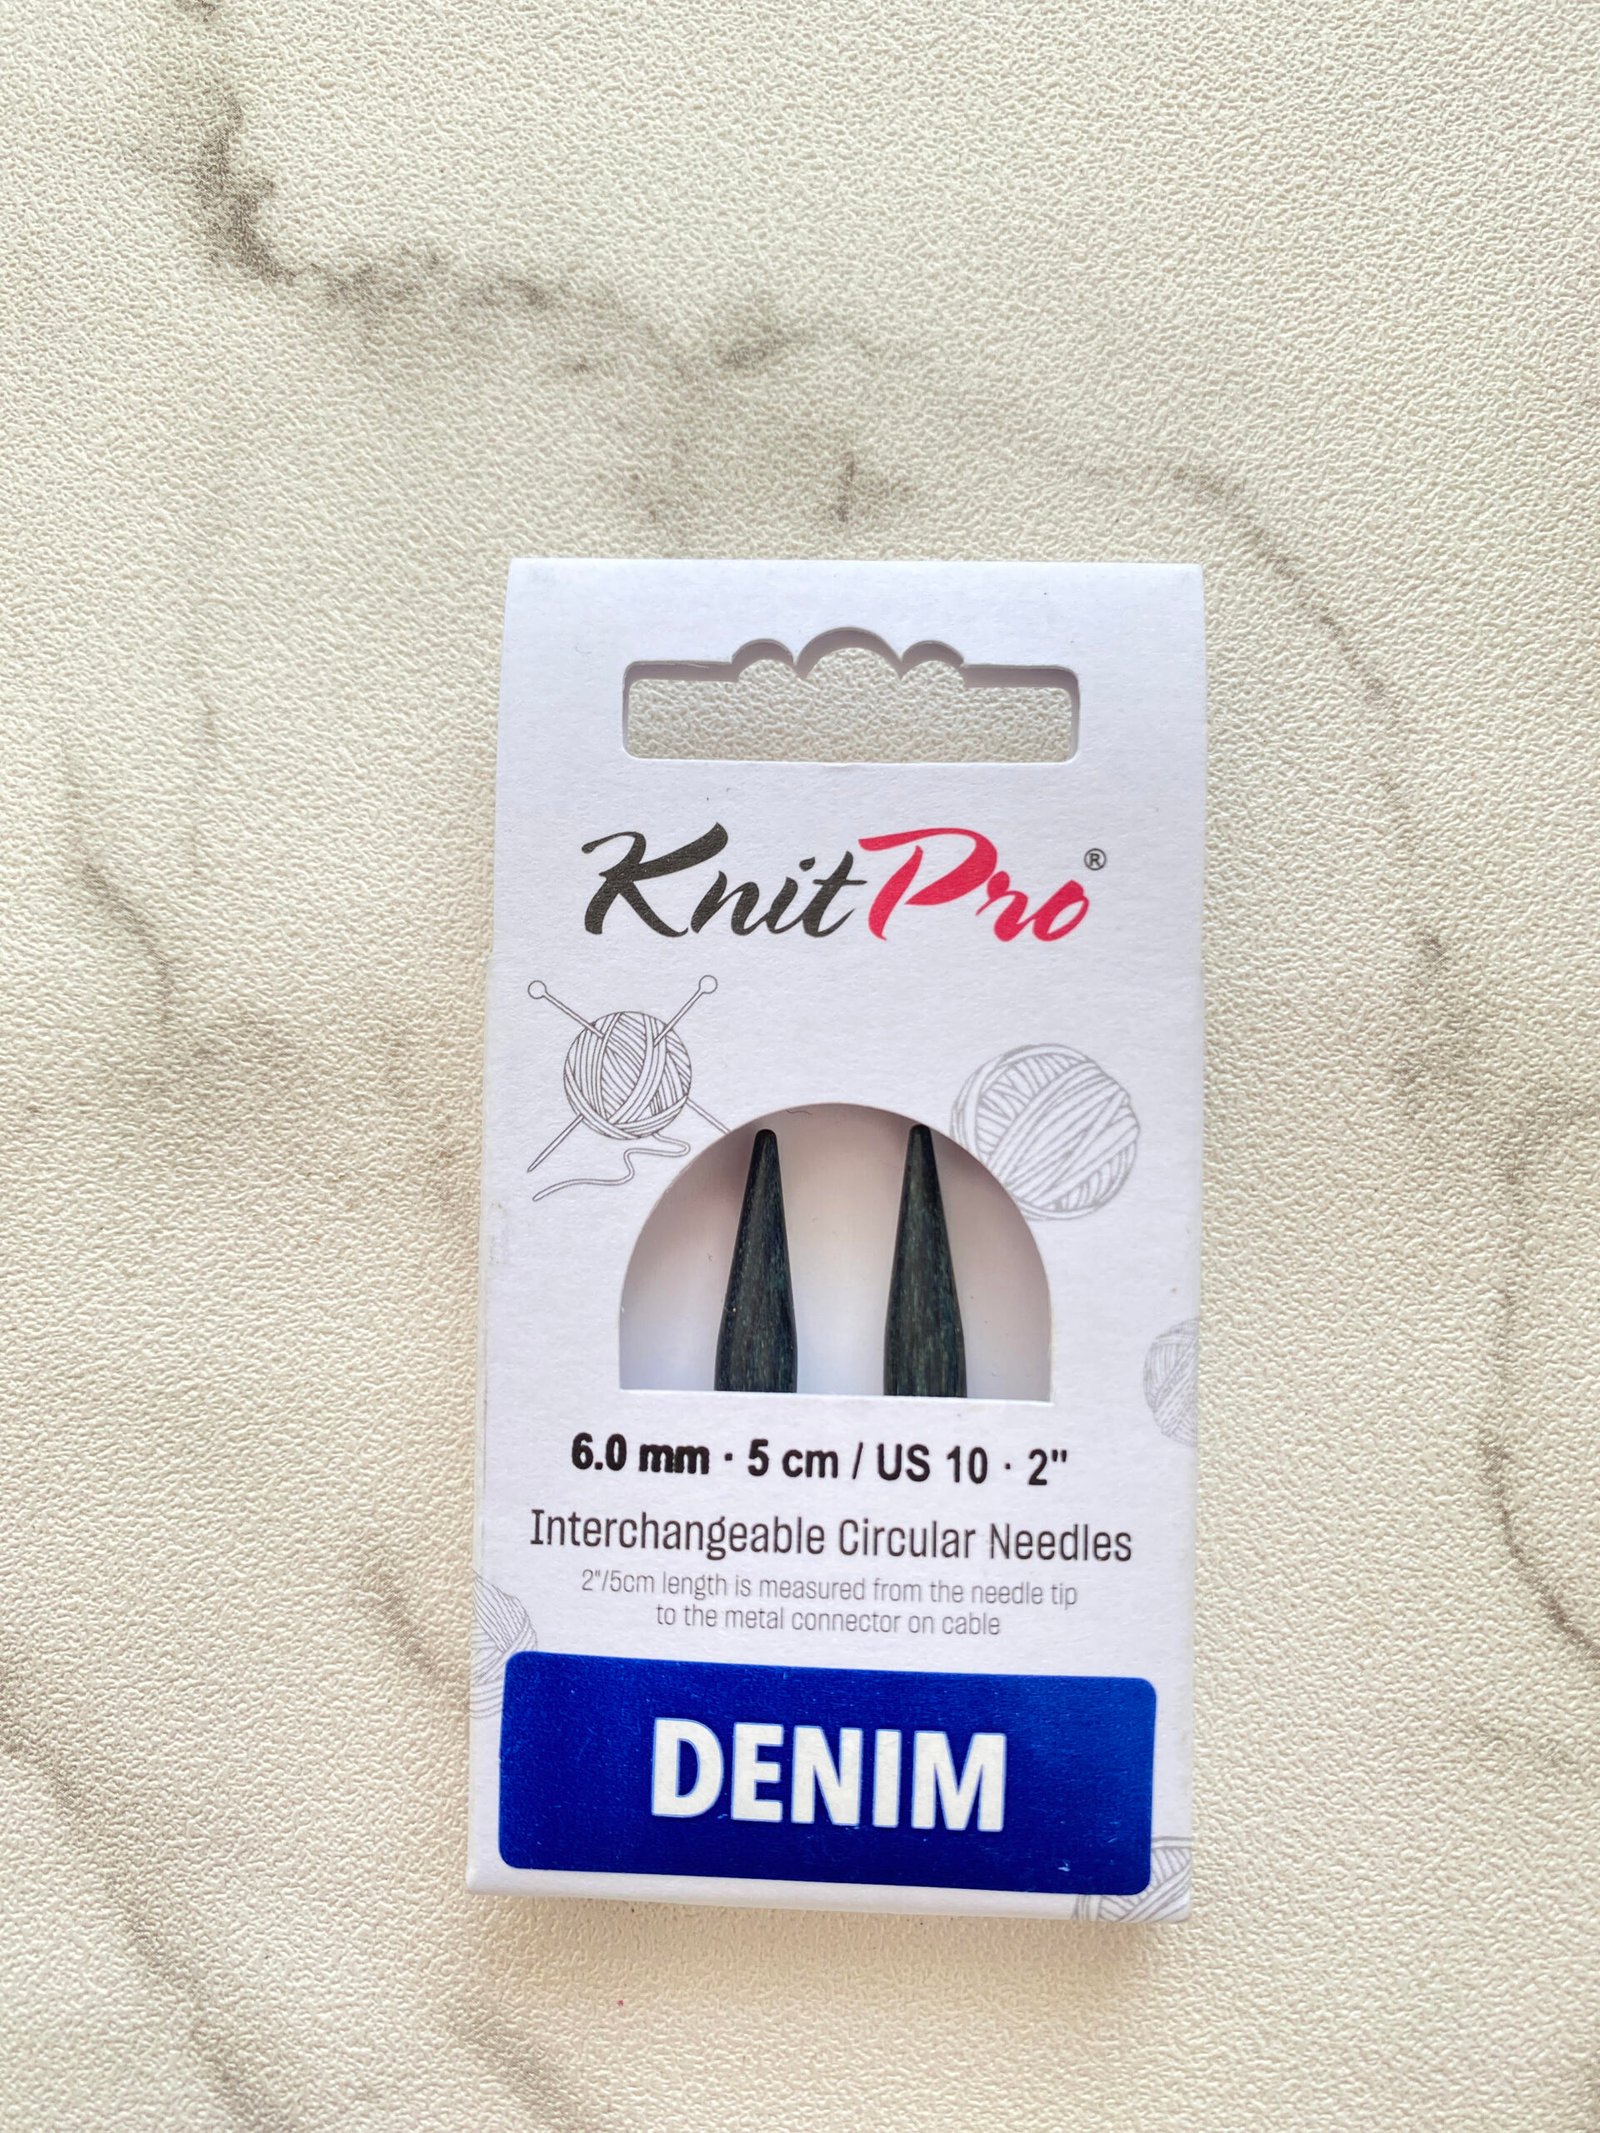 KnitPro®
6.0 mm · 5 cm / US 10 · 2"
Interchangeable Circular Needles
2"/5cm length is measured from the needle tip
to the metal connector on cable
DENIM